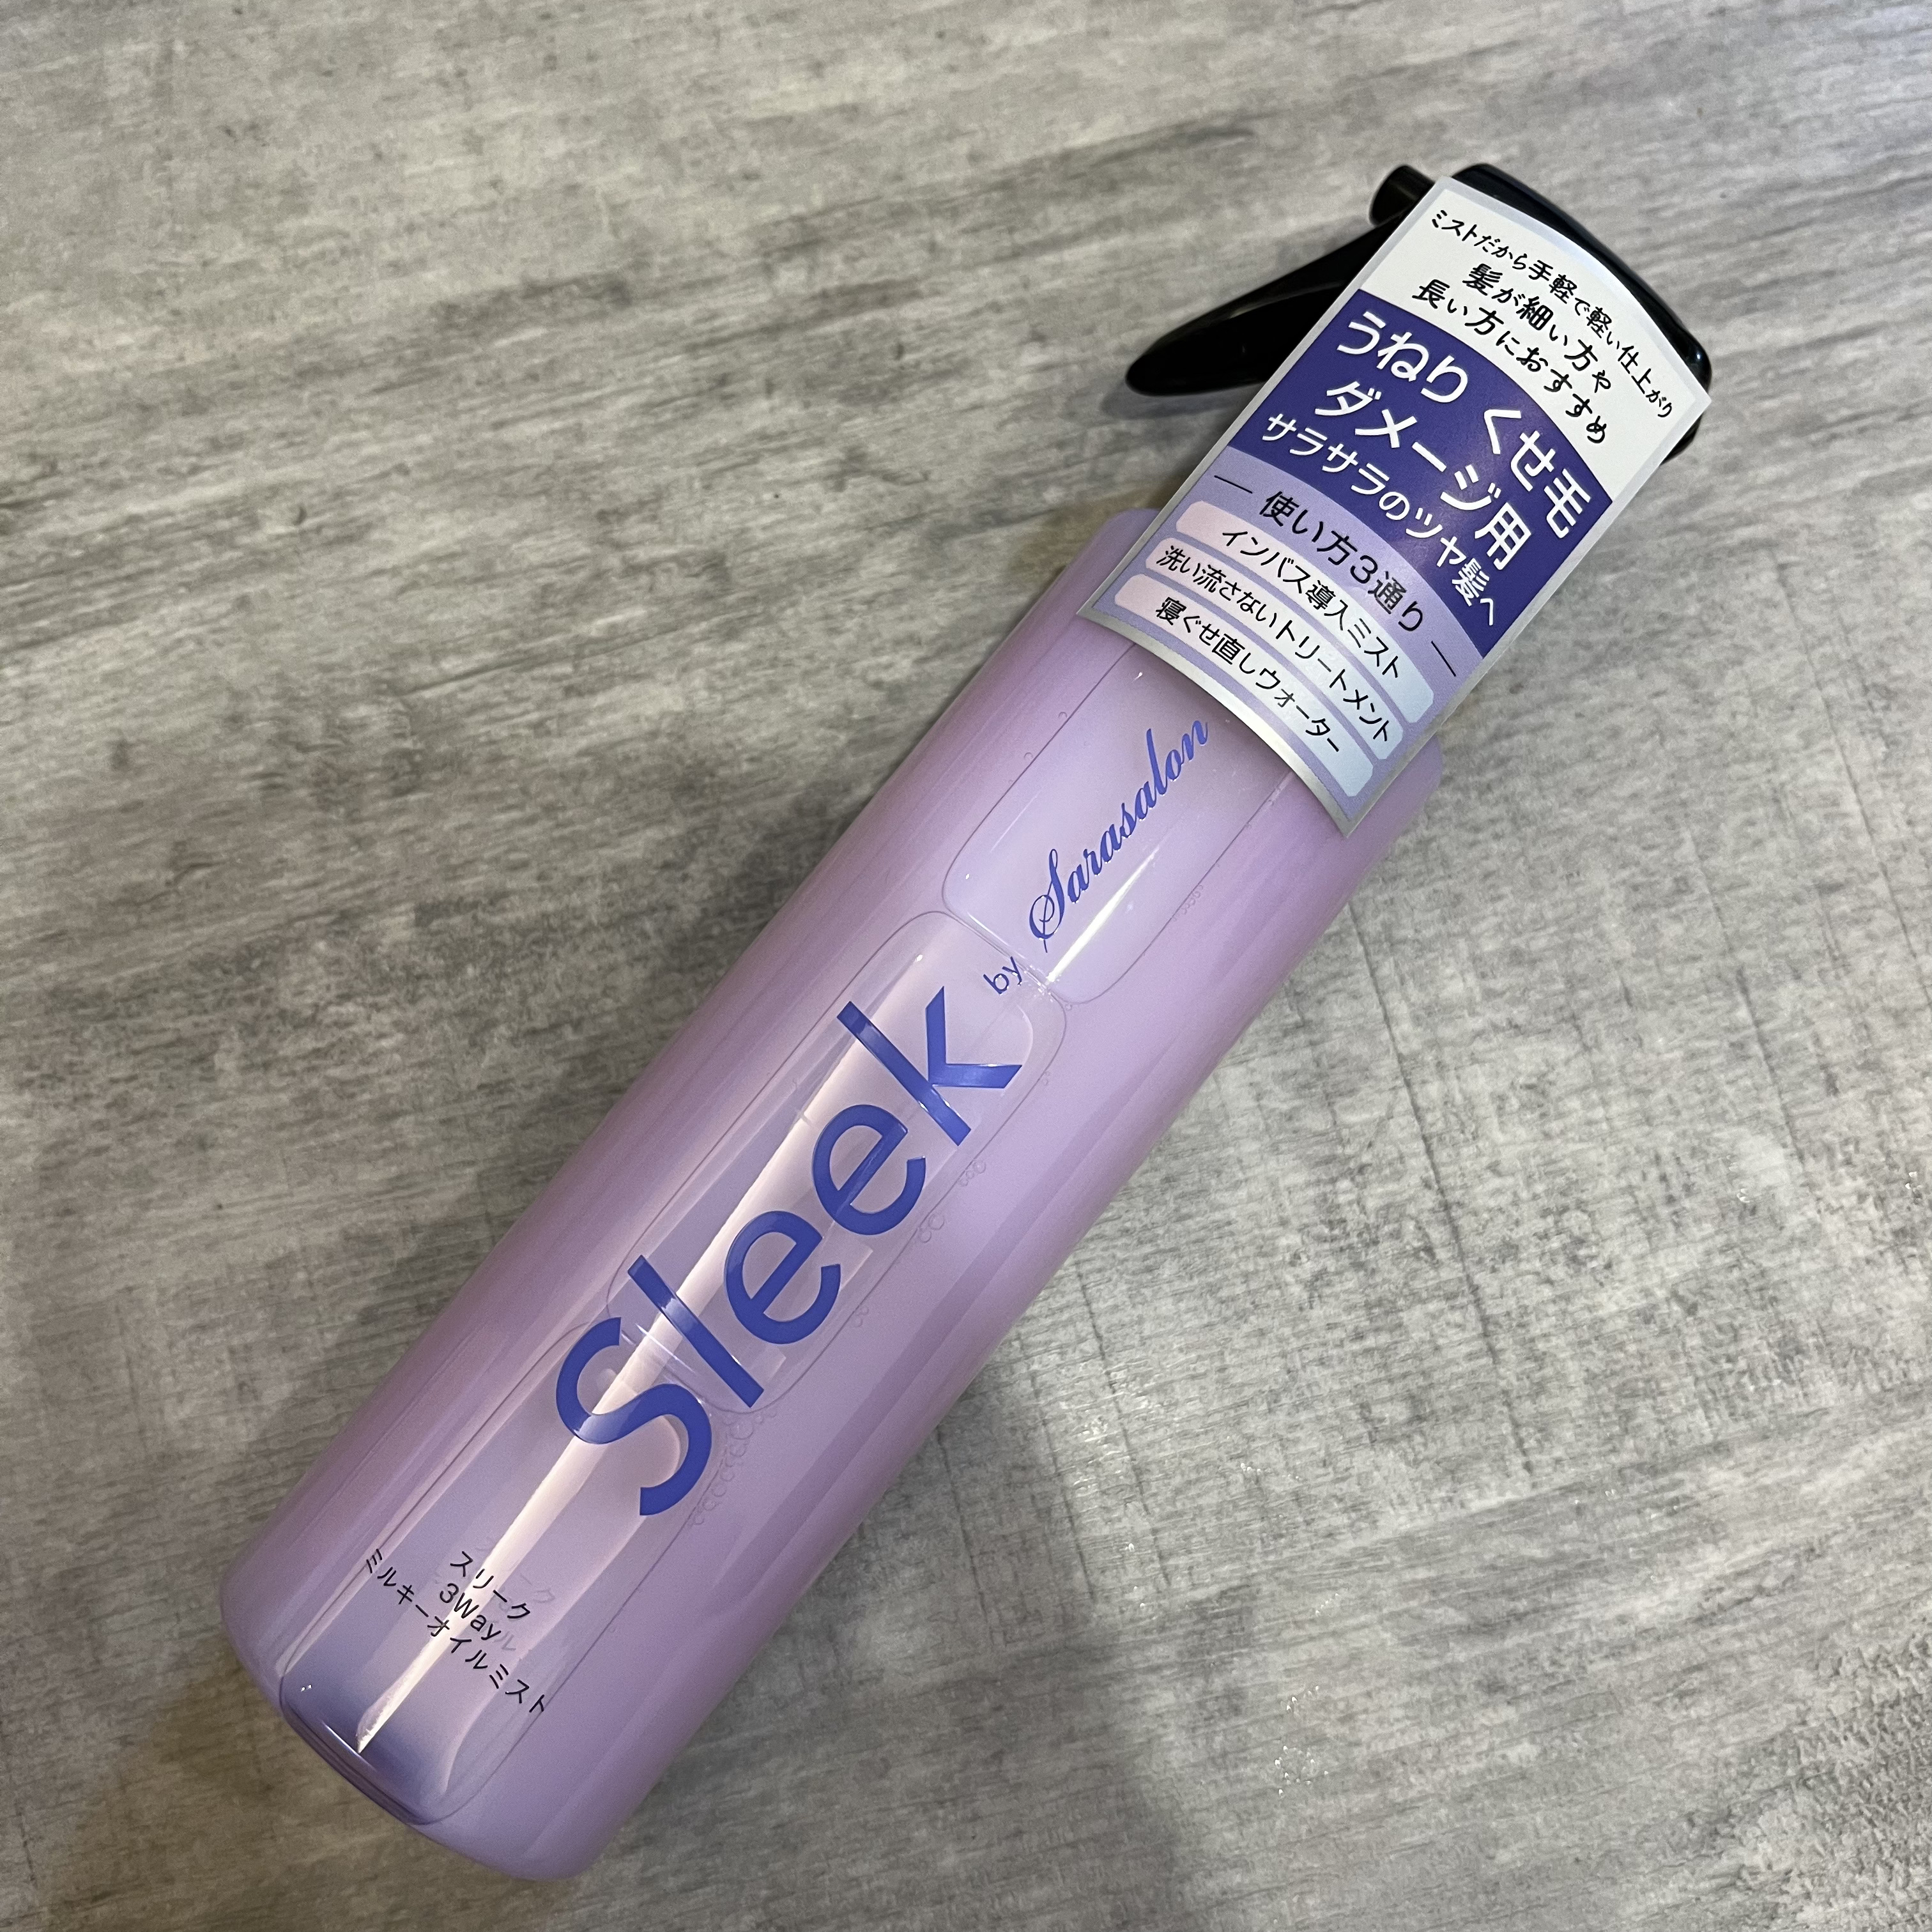 ミストだから手軽で軽い仕上がり
髪が細い方や
長い方におすすめ
うねり くせ毛
ダメージ用
サラサラのツヤ髪へ
使い方3通り
インバス導入ミスト
洗い流さないトリートメント
寝ぐせ直しウォーター
Sleek by Sarasalon
スリーク
3Way
ミルキーオイルミスト